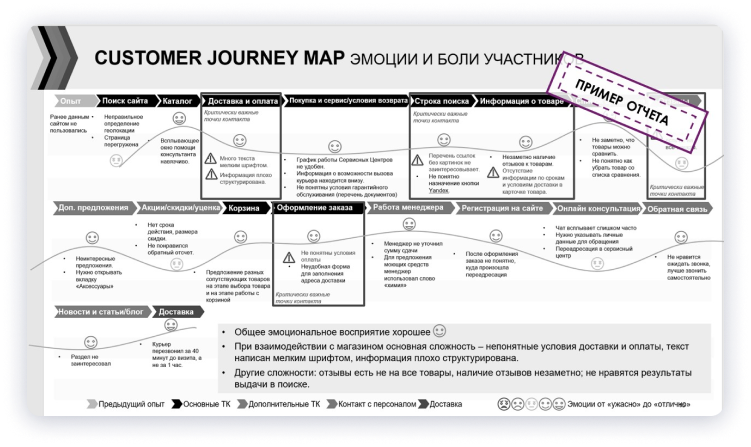 CUSTOMER JOURNEY MAP ЭМОЦИИ И БОЛИ УЧАСТНИКОВ
ПРИМЕР ОТЧЕТА
Опыт
Поиск сайта
Каталог
Доставка и оплата
Покупка и сервис/условия возврата
Строка поиска
Информация о товаре
Ранее данным
сайтом не
пользовались
• Неправильное
определение
геолокации
• Страница
перегружена
• Всплывающее
окно помощи
консультанта
навязчиво.
Критически важные
точки контакта
Много текста
мелким шрифтом.
Информация плохо
структурирована.
• График работы Сервисных Центров
не удобен.
• Информация о возможности вызова
курьера находится внизу.
• Не понятны условия гарантийного
обслуживания (перечень документов)
Критически важные
точки контакта
Перечень ссылок
без картинок не
заинтересовывает.
• Не понятно
назначение кнопки
Yandex.
• Незаметно наличие
отзывов к товарам.
Отсутствие
информации по срокам
и условиям доставки в
карточке товара.
• Не заметно, что
товары можно
сравнить.
• Не понятно как
убрать товар со
списка сравнения.
Критически важные
точки контакта
Доп. предложения
Акции/скидки/уценка
Корзина
Оформление заказа
Работа менеджера
Регистрация на сайте
Онлайн консультация
Обратная связь
• Неинтересные
предложения.
• Нужно открывать
вкладку
«Аксессуары»
• Нет срока
действия, размера
скидки
• Не понравился
обратный отсчет.
• Предложение разных
сопутствующих товаров
на этапе выбора товара
и на этапе работы с
корзиной
Не понятны условия
оплаты
• Неудобная форма
для заполнения
адреса доставки
Критически важные
точки контакта
• Менеджер не уточнил
сумму сдачи
• Для предложения
моющих средств
менеджер
использовал слово
«химия»
• После оформления
заказа не понятно,
куда произошла
переадресация
• Чат всплывает слишком часто
• Нужно указывать личные
данные для обращения
• Переадресация в сервисный
центр
• Не нравится
ожидать звонка,
лучше звонить
самостоятельно
Новости и статьи/блог
Доставка
• Раздел не
заинтересовал
• Курьер
перезвонил за 40
минут до визита, а
не за 1 час.
• Общее эмоциональное восприятие хорошее
• При взаимодействии с магазином основная сложность – непонятные условия доставки и оплаты, текст
написан мелким шрифтом, информация плохо структурирована.
• Другие сложности: отзывы есть не на все товары, наличие отзывов незаметно; не нравятся результаты
выдачи в поиске.
Предыдущий опыт
Основные ТК
Дополнительные ТК
Контакт с персоналом
Доставка
Эмоции от «ужасно» до «отлично»